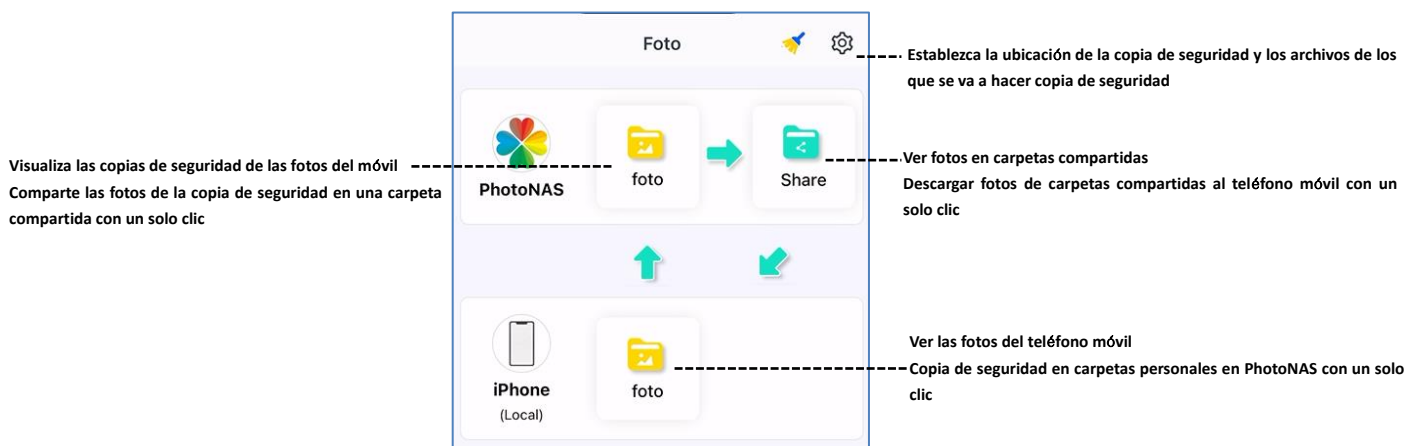 Foto
Establezca la ubicación de la copia de seguridad y los archivos de los
que se va a hacer copia de seguridad
Visualiza las copias de seguridad de las fotos del móvil
Comparte las fotos de la copia de seguridad en una carpeta
compartida con un solo clic
PhotoNAS
foto
Share
Ver fotos en carpetas compartidas
Descargar fotos de carpetas compartidas al teléfono móvil con un
solo clic
iPhone
(Local)
foto
Ver las fotos del teléfono móvil
Copia de seguridad en carpetas personales en PhotoNAS con un solo
clic